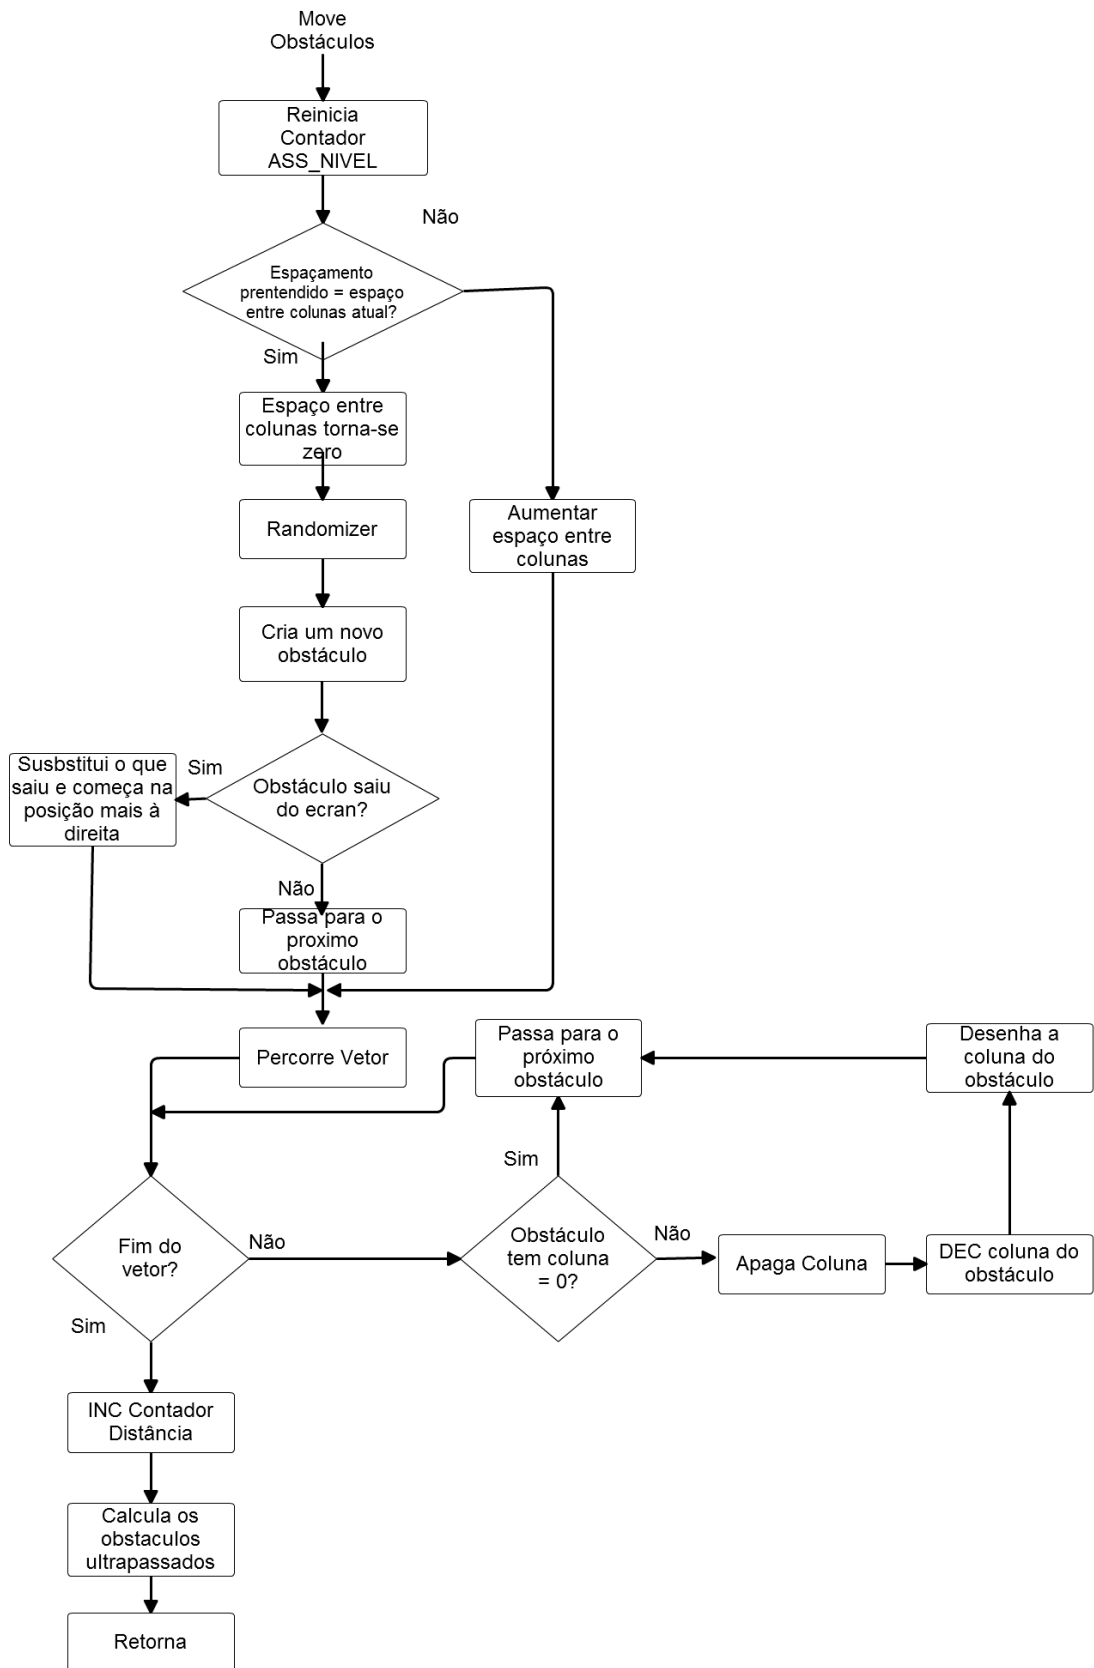 Move
Obstáculos
Reinicia
Contador
ASS_NIVEL
Não
Espaçamento
prentendido = espaço
entre colunas atual?
Sim
Espaço entre
colunas torna-se
zero
Randomizer
Aumentar
espaço entre
colunas
Cria um novo
obstáculo
Susbstitui o que
saiu e começa na
posição mais à
direita
Sim
Obstáculo saiu
do ecran?
Não
Passa para o
proximo
obstáculo
Percorre Vetor
Passa para o
próximo
obstáculo
Desenha a
coluna do
obstáculo
Sim
Fim do
vetor?
Não
Obstáculo
tem coluna
= 0?
Não
Apaga Coluna
DEC coluna do
obstáculo
Sim
INC Contador
Distância
Calcula os
obstaculos
ultrapassados
Retorna